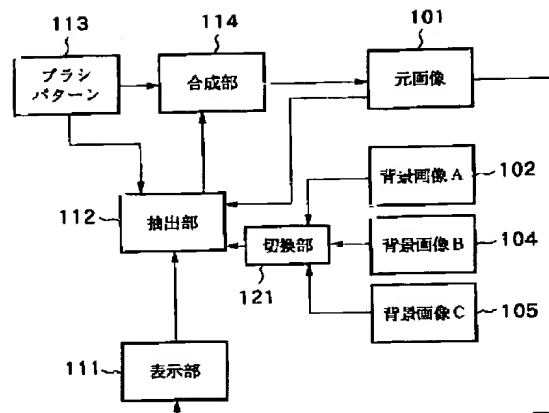 113
114
101
ブラシ
パターン
合成部
元画像
背景画像A
102
112
抽出部
切換部
背景画像B
104
121
背景画像C
105
111
表示部